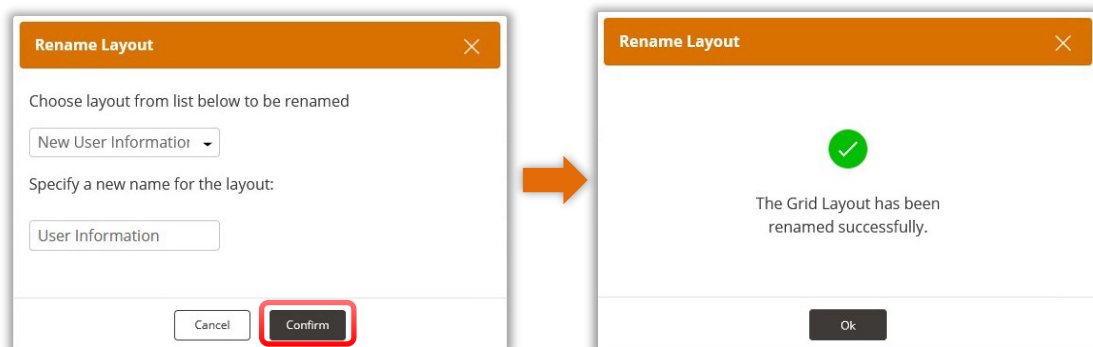 Rename Layout
Choose layout from list below to be renamed
New User Information
Specify a new name for the layout:
User Information
Cancel
Confirm
Rename Layout
The Grid Layout has been
renamed successfully.
Ok